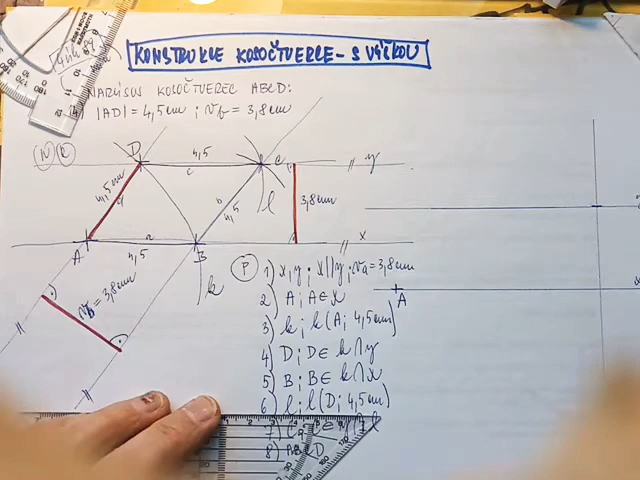 KONSTRUKCE KOSOČTVERCE - S VÝŠKOU
NARÝSUJ KOSOČTVEREC ABCD:
|AD| = 4,5 cm ; v_b = 3,8 cm
N R
D 4,5 C // y
c
4,5 cm d b 4,5 l 3,8 cm
A a B // x
4,5
k
v_b = 3,8 cm
//
//
P 1) x, y ; x || y ; v_a = 3,8 cm
2) A ; A ∈ x
3) k ; k (A ; 4,5 cm)
4) D ; D ∈ k ∩ y
5) B ; B ∈ k ∩ x
6) l ; l (D ; 4,5 cm)
7) C ; C ∈
8) ABCD
A